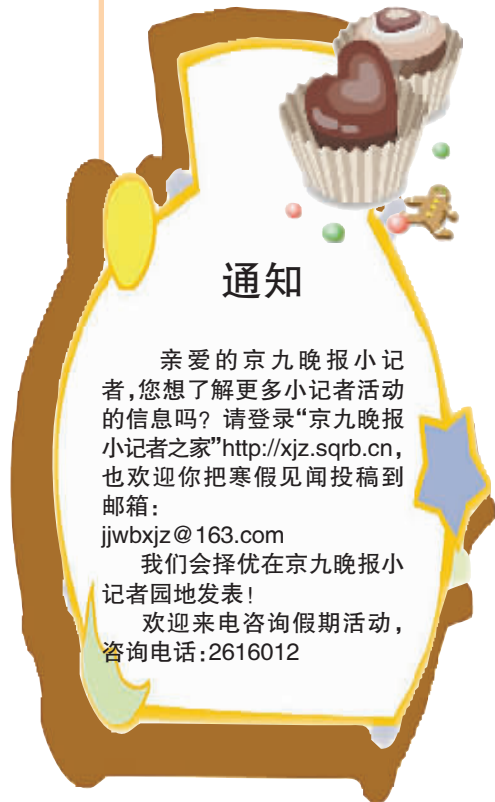 通知
亲爱的京九晚报小记
者,您想了解更多小记者活动
的信息吗?请登录“京九晚报
小记者之家”http://xjz.sqrb.cn,
也欢迎你把寒假见闻投稿到
邮箱:
jjwbxjz@163.com
我们会择优在京九晚报小
记者园地发表!
欢迎来电咨询假期活动,
咨询电话:2616012